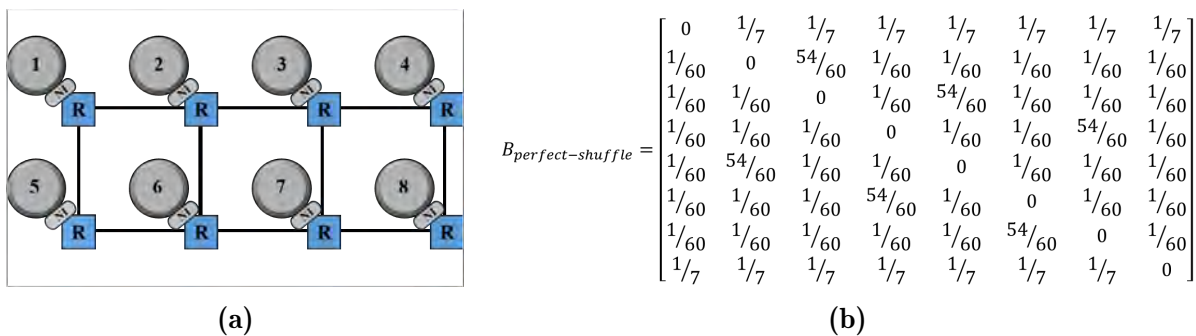 1 2 3 4
NI NI NI NI
R R R R
5 6 7 8
NI NI NI NI
R R R R
(a)
0 1/7 1/7 1/7 1/7 1/7 1/7 1/7
1/60 0 54/60 1/60 1/60 1/60 1/60 1/60
1/60 1/60 0 1/60 54/60 1/60 1/60 1/60
B_perfect-shuffle = 1/60 1/60 1/60 0 1/60 1/60 54/60 1/60
1/60 54/60 1/60 1/60 0 1/60 1/60 1/60
1/60 1/60 1/60 54/60 1/60 0 1/60 1/60
1/60 1/60 1/60 1/60 1/60 54/60 0 1/60
1/7 1/7 1/7 1/7 1/7 1/7 1/7 0
(b)